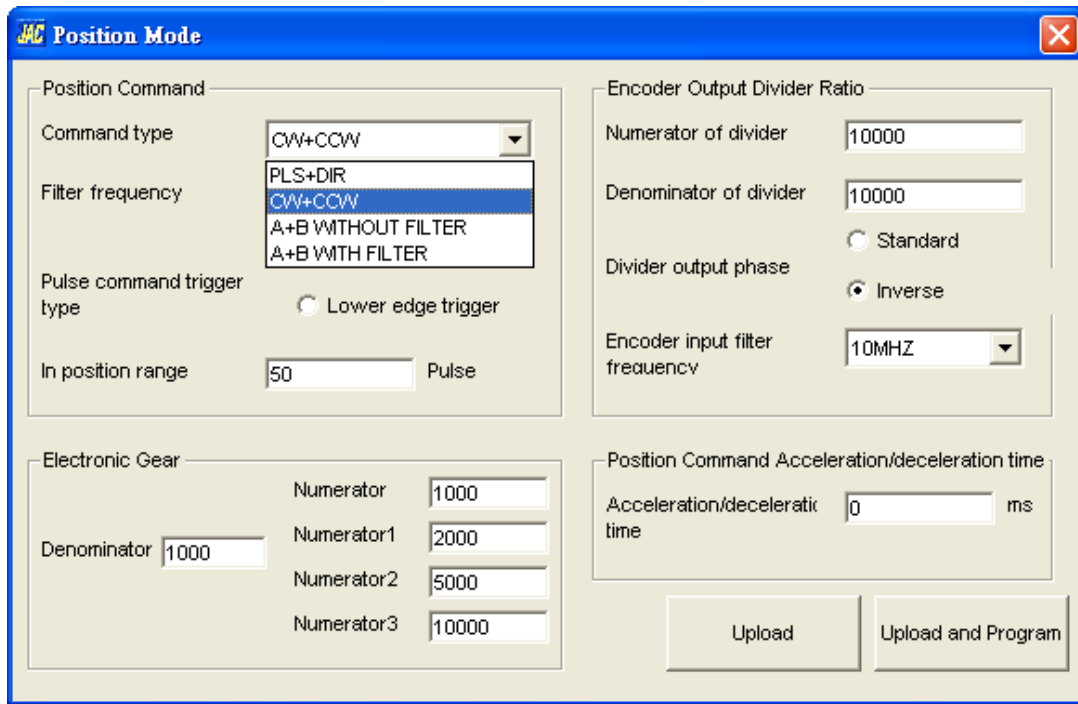 JAC Position Mode
Position Command
Command type
CW+CCW
PLS+DIR
CW+CCW
A+B WITHOUT FILTER
A+B WITH FILTER
Filter frequency
Pulse command trigger
type
Lower edge trigger
In position range
50
Pulse
Encoder Output Divider Ratio
Numerator of divider
10000
Denominator of divider
10000
Divider output phase
Standard
Inverse
Encoder input filter
frequency
10MHZ
Electronic Gear
Denominator
1000
Numerator
1000
Numerator1
2000
Numerator2
5000
Numerator3
10000
Position Command Acceleration/deceleration time
Acceleration/deceleratic
time
0
ms
Upload
Upload and Program